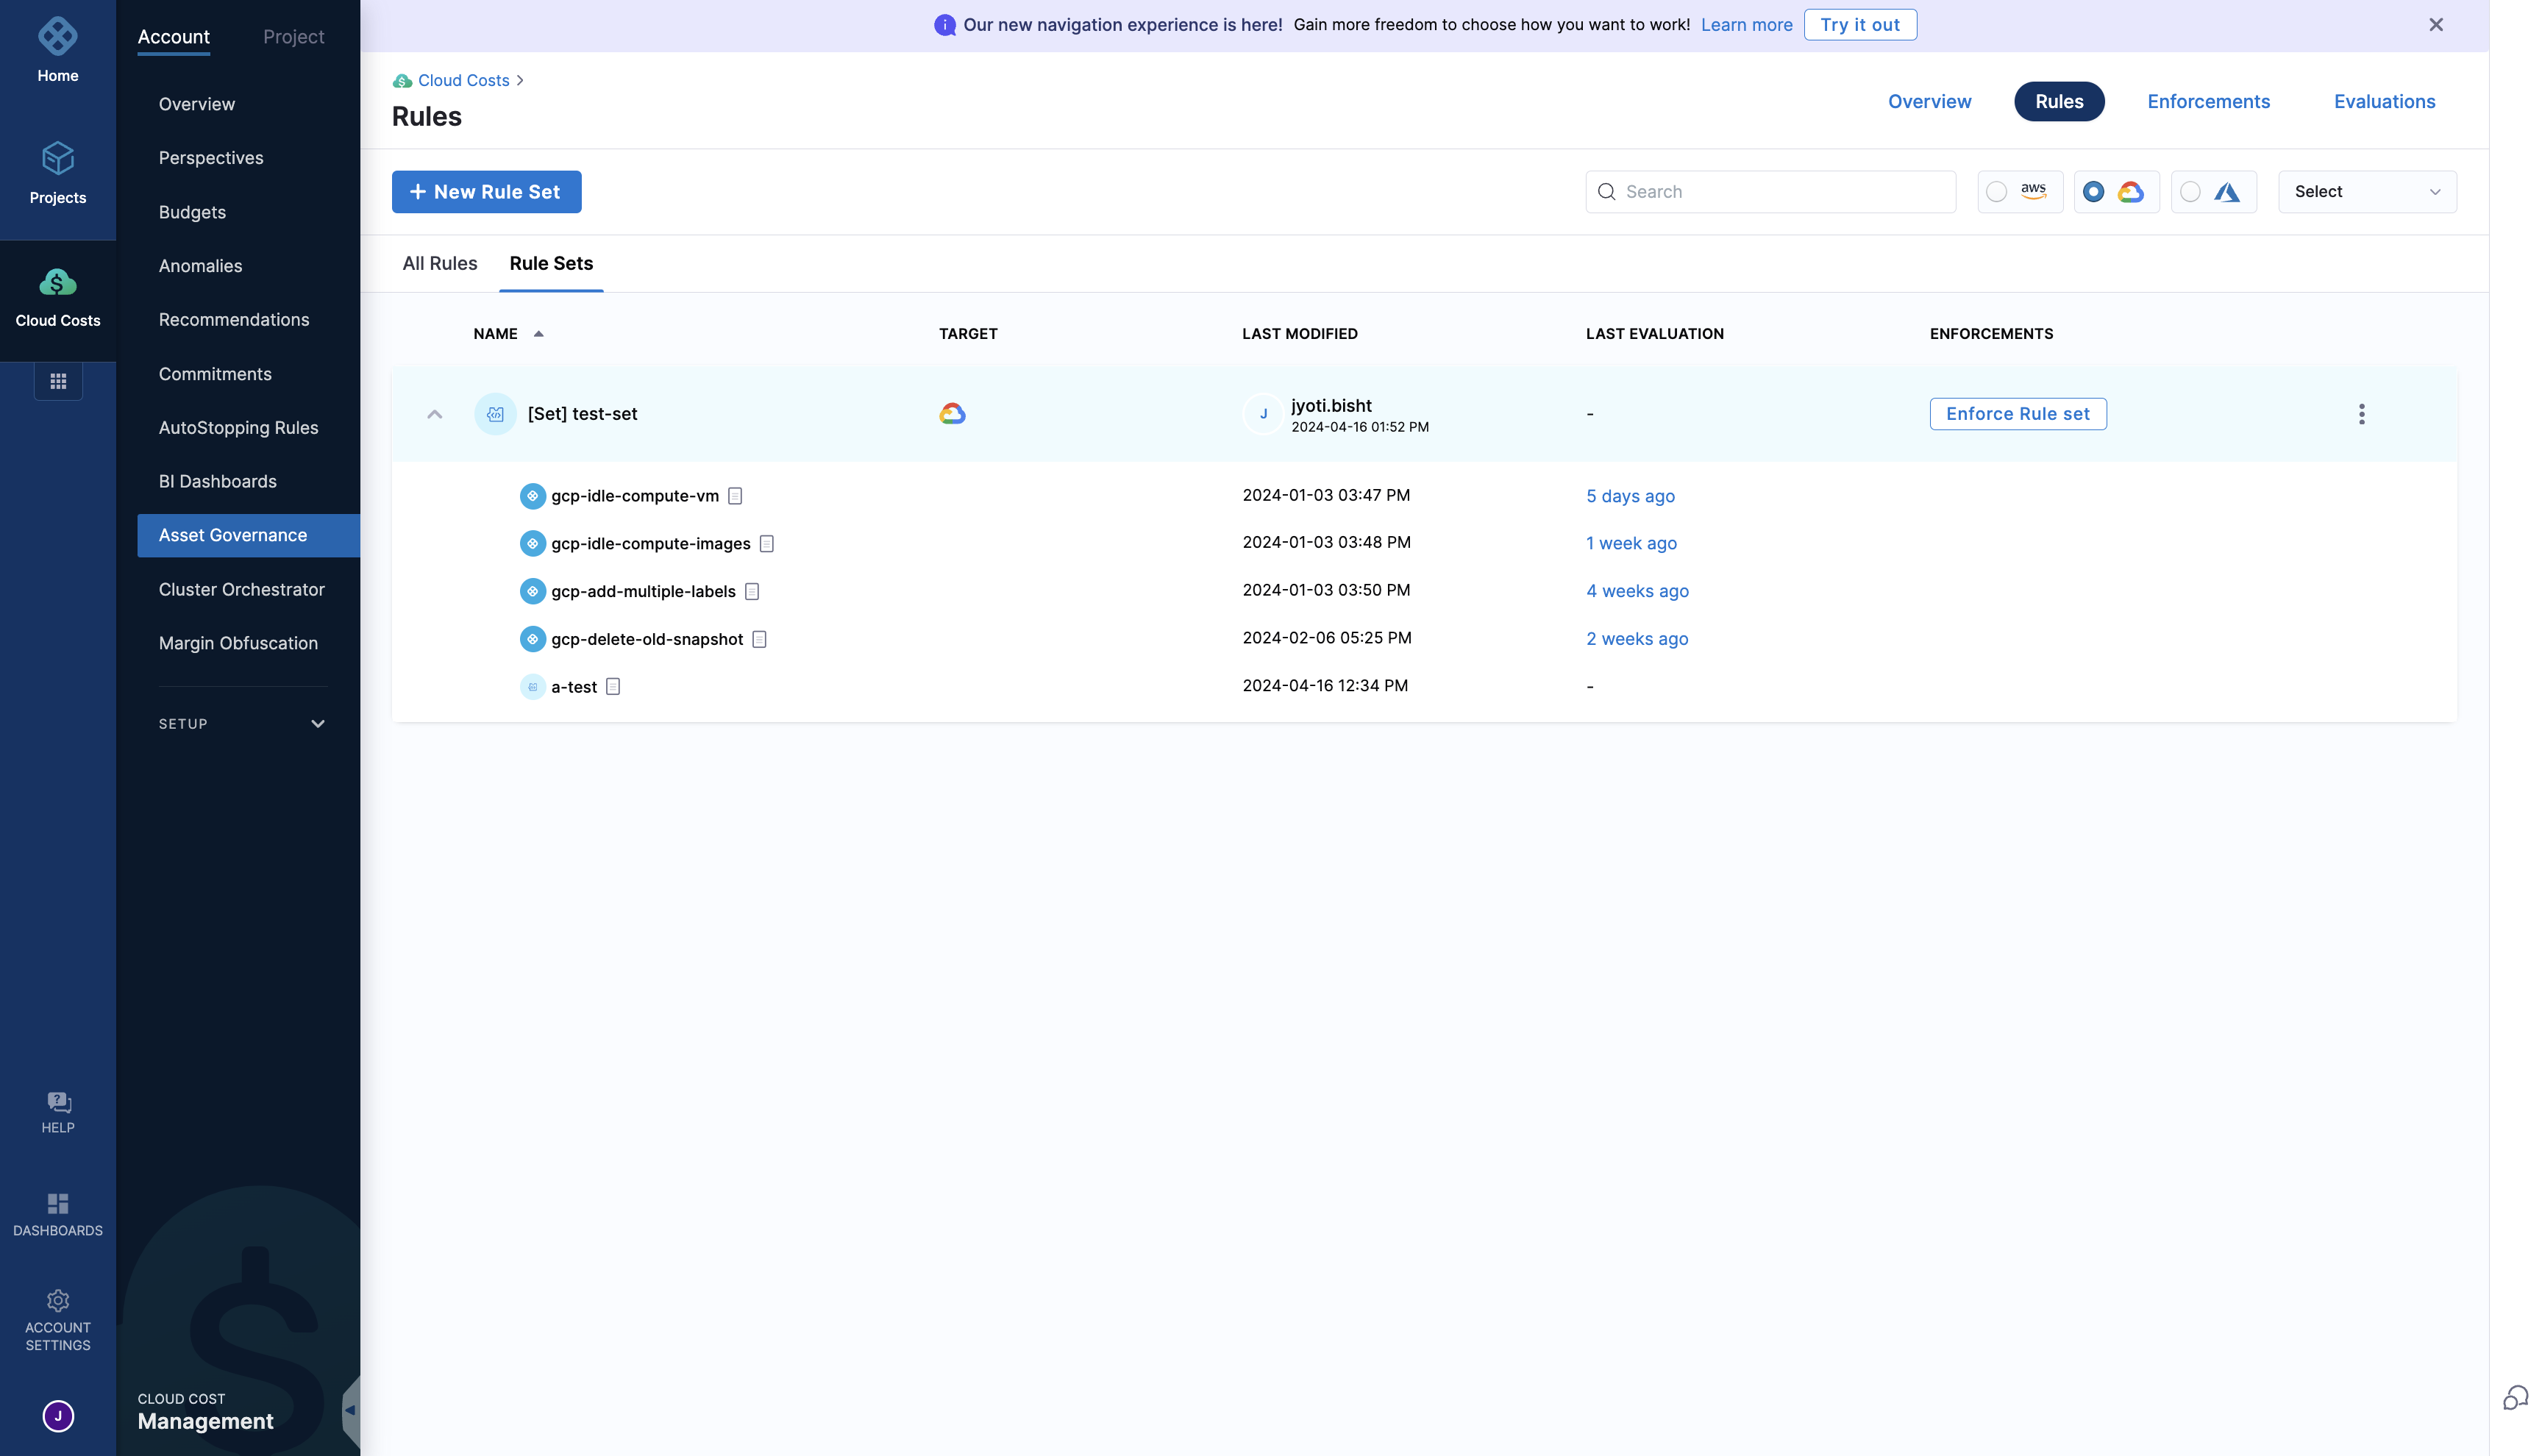 Home
Projects
Cloud Costs
HELP
DASHBOARDS
ACCOUNT
SETTINGS
J
Account Project
Overview
Perspectives
Budgets
Anomalies
Recommendations
Commitments
AutoStopping Rules
BI Dashboards
Asset Governance
Cluster Orchestrator
Margin Obfuscation
SETUP
CLOUD COST
Management
Our new navigation experience is here! Gain more freedom to choose how you want to work! Learn more Try it out
Cloud Costs >
Rules
Overview Rules Enforcements Evaluations
+ New Rule Set
Search aws Select
All Rules Rule Sets
NAME TARGET LAST MODIFIED LAST EVALUATION ENFORCEMENTS
[Set] test-set J jyoti.bisht - Enforce Rule set
2024-04-16 01:52 PM
gcp-idle-compute-vm 2024-01-03 03:47 PM 5 days ago
gcp-idle-compute-images 2024-01-03 03:48 PM 1 week ago
gcp-add-multiple-labels 2024-01-03 03:50 PM 4 weeks ago
gcp-delete-old-snapshot 2024-02-06 05:25 PM 2 weeks ago
a-test 2024-04-16 12:34 PM -